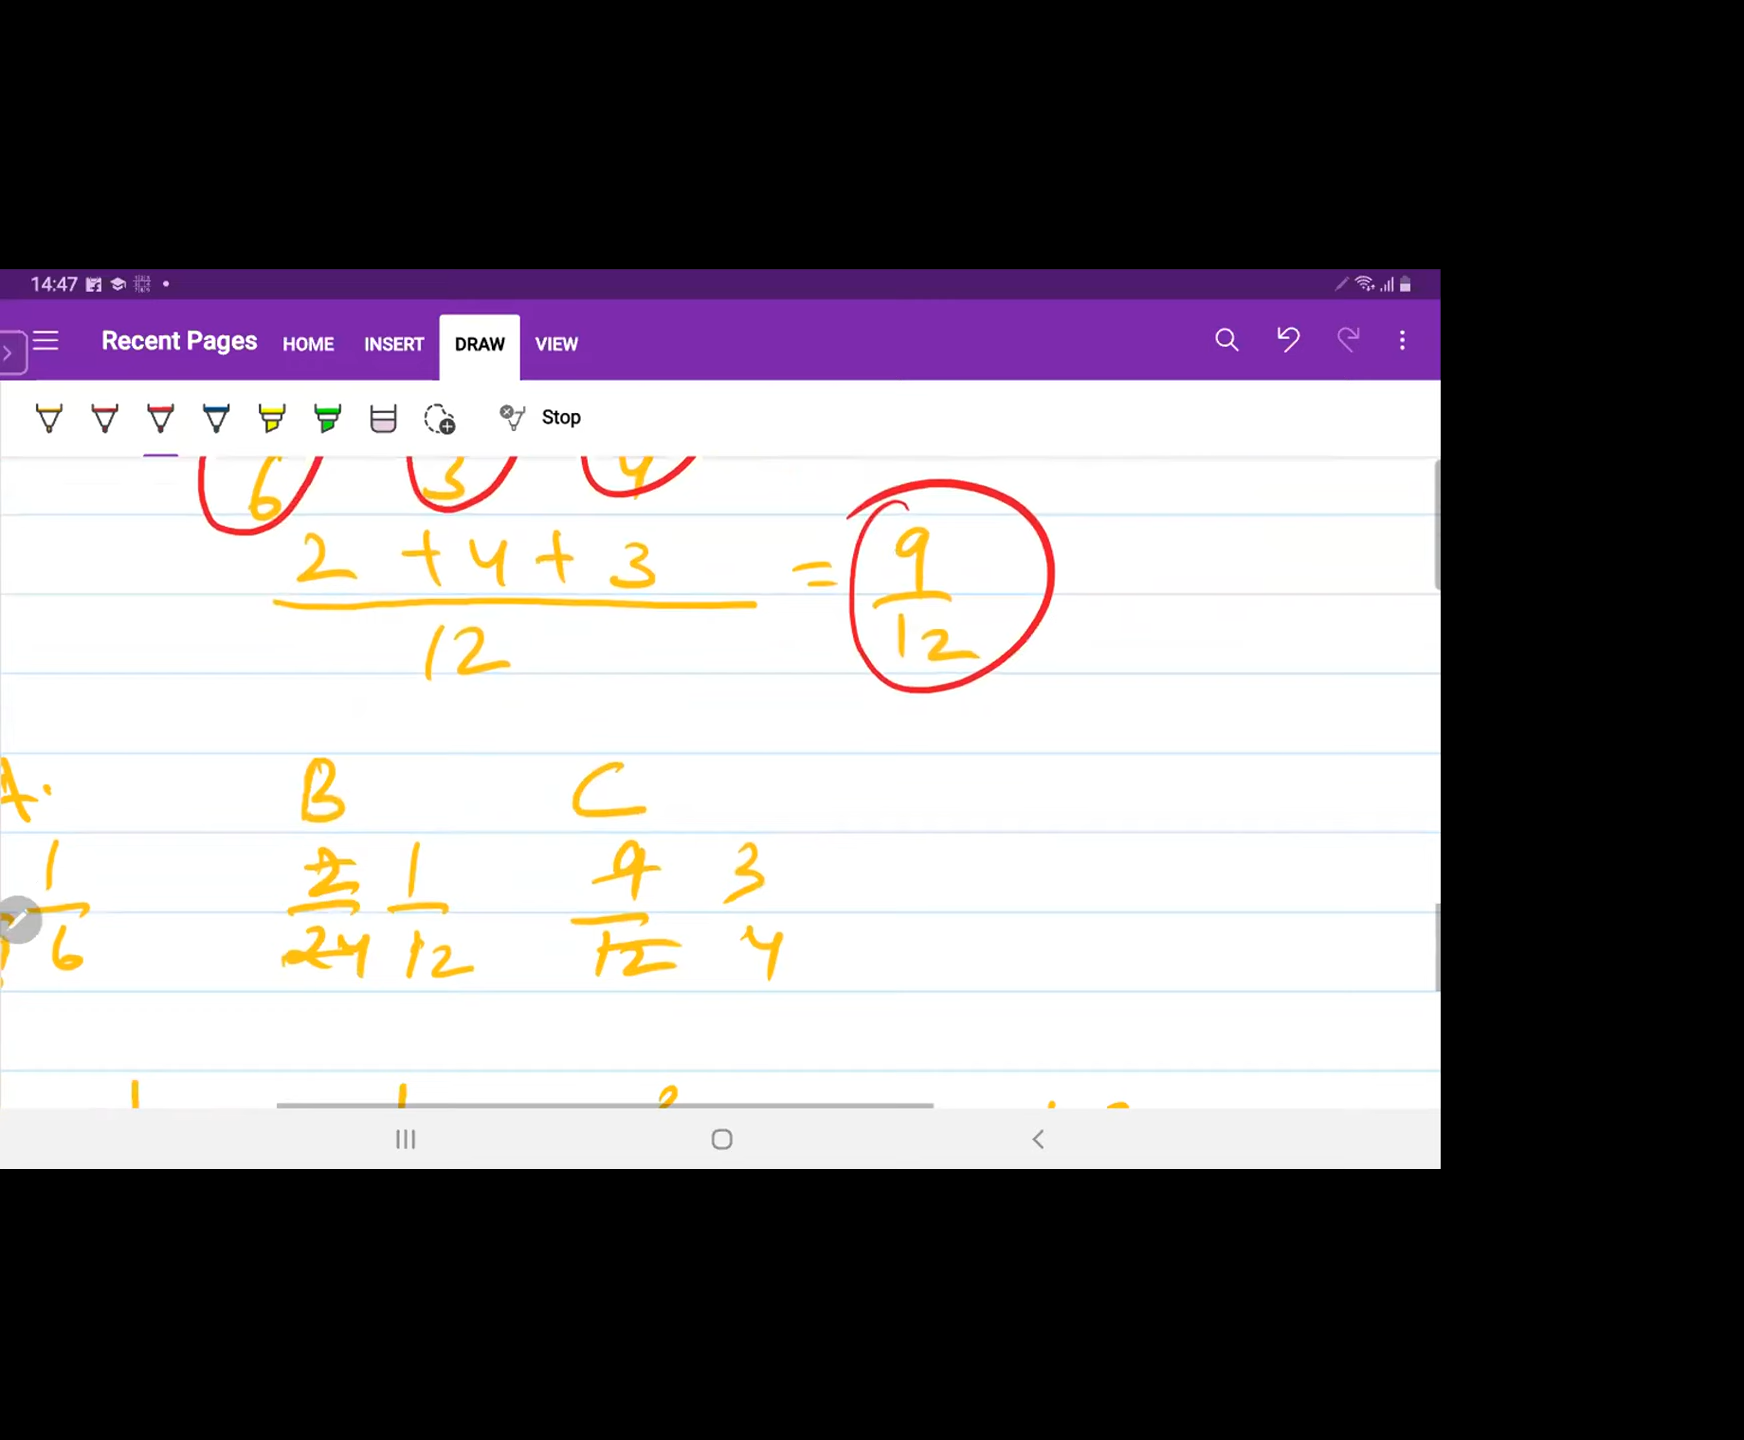 14:47
Recent Pages HOME INSERT DRAW VIEW
Stop
6 3 4
2 + 4 + 3 = 9
12 12
A. B C
1 2 1 9 3
6 24 12 12 4